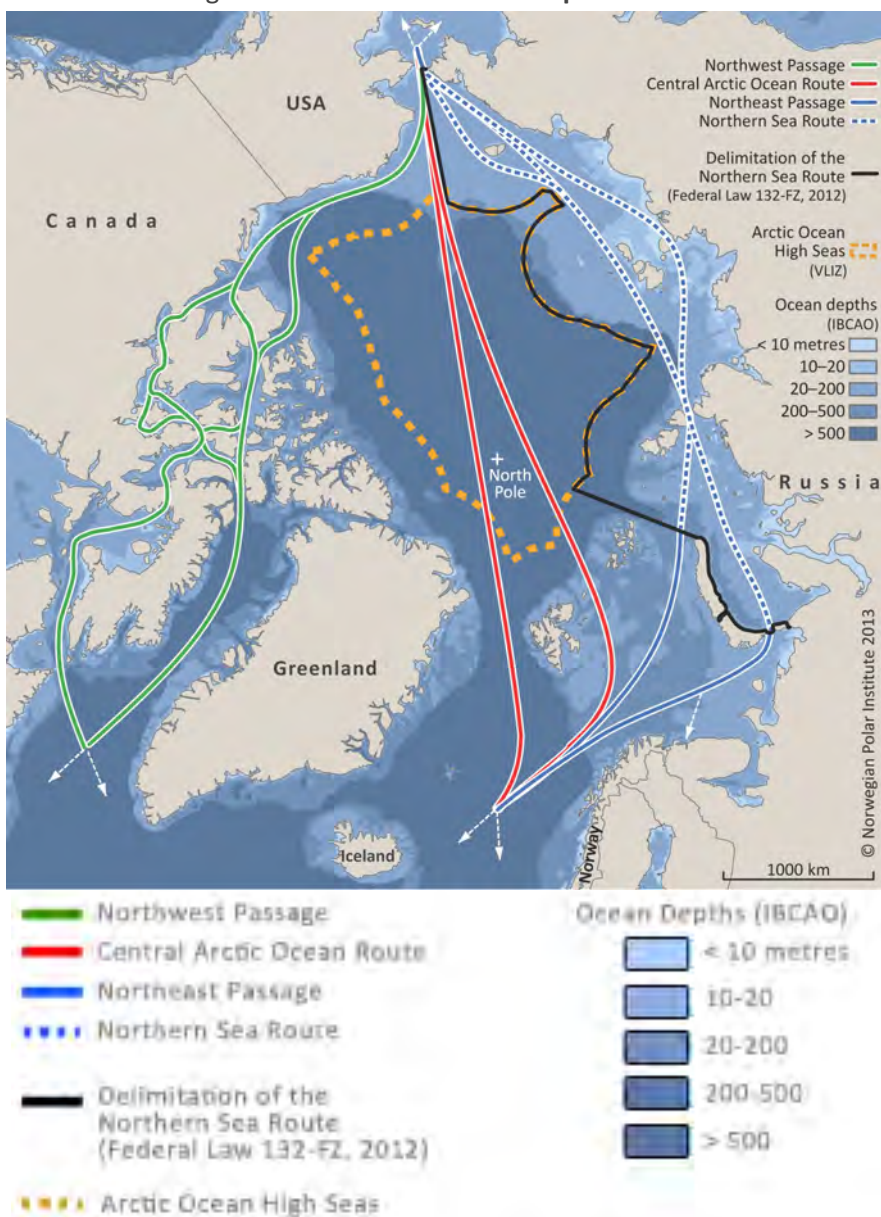 USA
Canada
Northwest Passage
Central Arctic Ocean Route
Northeast Passage
Northern Sea Route
Delimitation of the
Northern Sea Route
(Federal Law 132-FZ, 2012)
Arctic Ocean
High Seas
(VLIZ)
Ocean depths
(IBCAO)
< 10 metres
10–20
20–200
200–500
> 500
North
Pole
Russia
Greenland
Iceland
Norway
1000 km
© Norwegian Polar Institute 2013
Northwest Passage
Central Arctic Ocean Route
Northeast Passage
Northern Sea Route
Delimitation of the
Northern Sea Route
(Federal Law 132-FZ, 2012)
Arctic Ocean High Seas
Ocean Depths (IBCAO)
< 10 metres
10-20
20-200
200-500
> 500